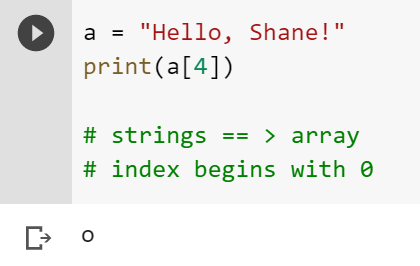 a = "Hello, Shane!"
print(a[4])
# strings == > array
# index begins with 0
o